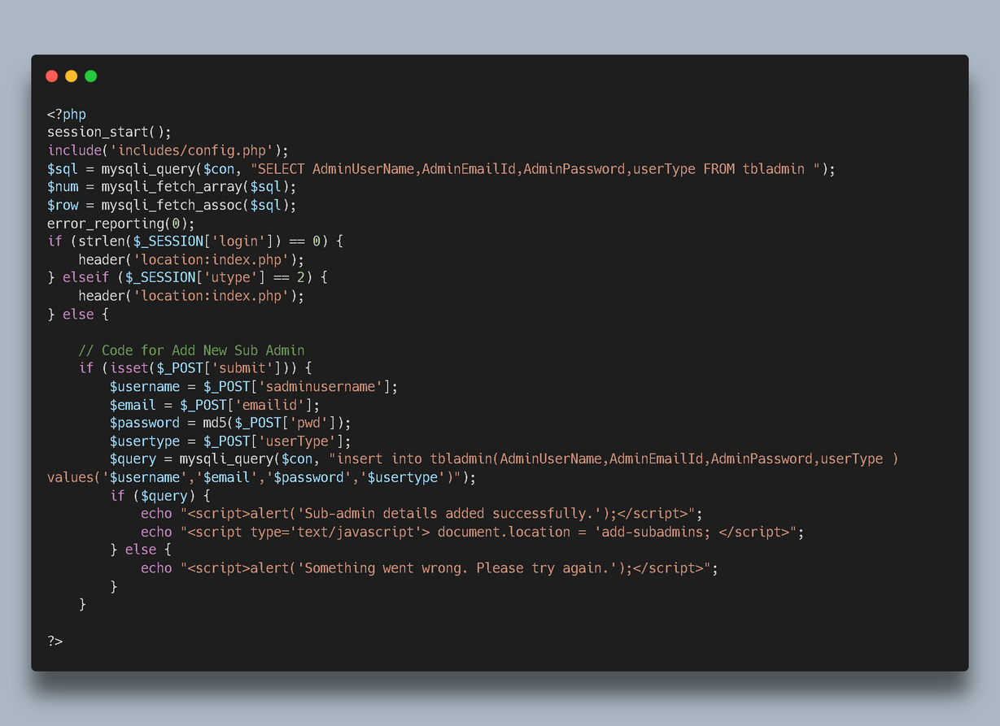 <?php
session_start();
include('includes/config.php');
$sql = mysqli_query($con, "SELECT AdminUserName,AdminEmailId,AdminPassword,userType FROM tbladmin ");
$num = mysqli_fetch_array($sql);
$row = mysqli_fetch_assoc($sql);
error_reporting(0);
if (strlen($_SESSION['login']) == 0) {
    header('location:index.php');
} elseif ($_SESSION['utype'] == 2) {
    header('location:index.php');
} else {

    // Code for Add New Sub Admin
    if (isset($_POST['submit'])) {
        $username = $_POST['sadminusername'];
        $email = $_POST['emailid'];
        $password = md5($_POST['pwd']);
        $usertype = $_POST['userType'];
        $query = mysqli_query($con, "insert into tbladmin(AdminUserName,AdminEmailId,AdminPassword,userType )
values('$username','$email','$password','$usertype')");
        if ($query) {
            echo "<script>alert('Sub-admin details added successfully.');</script>";
            echo "<script type='text/javascript'> document.location = 'add-subadmins; </script>";
        } else {
            echo "<script>alert('Something went wrong. Please try again.');</script>";
        }
    }

?>